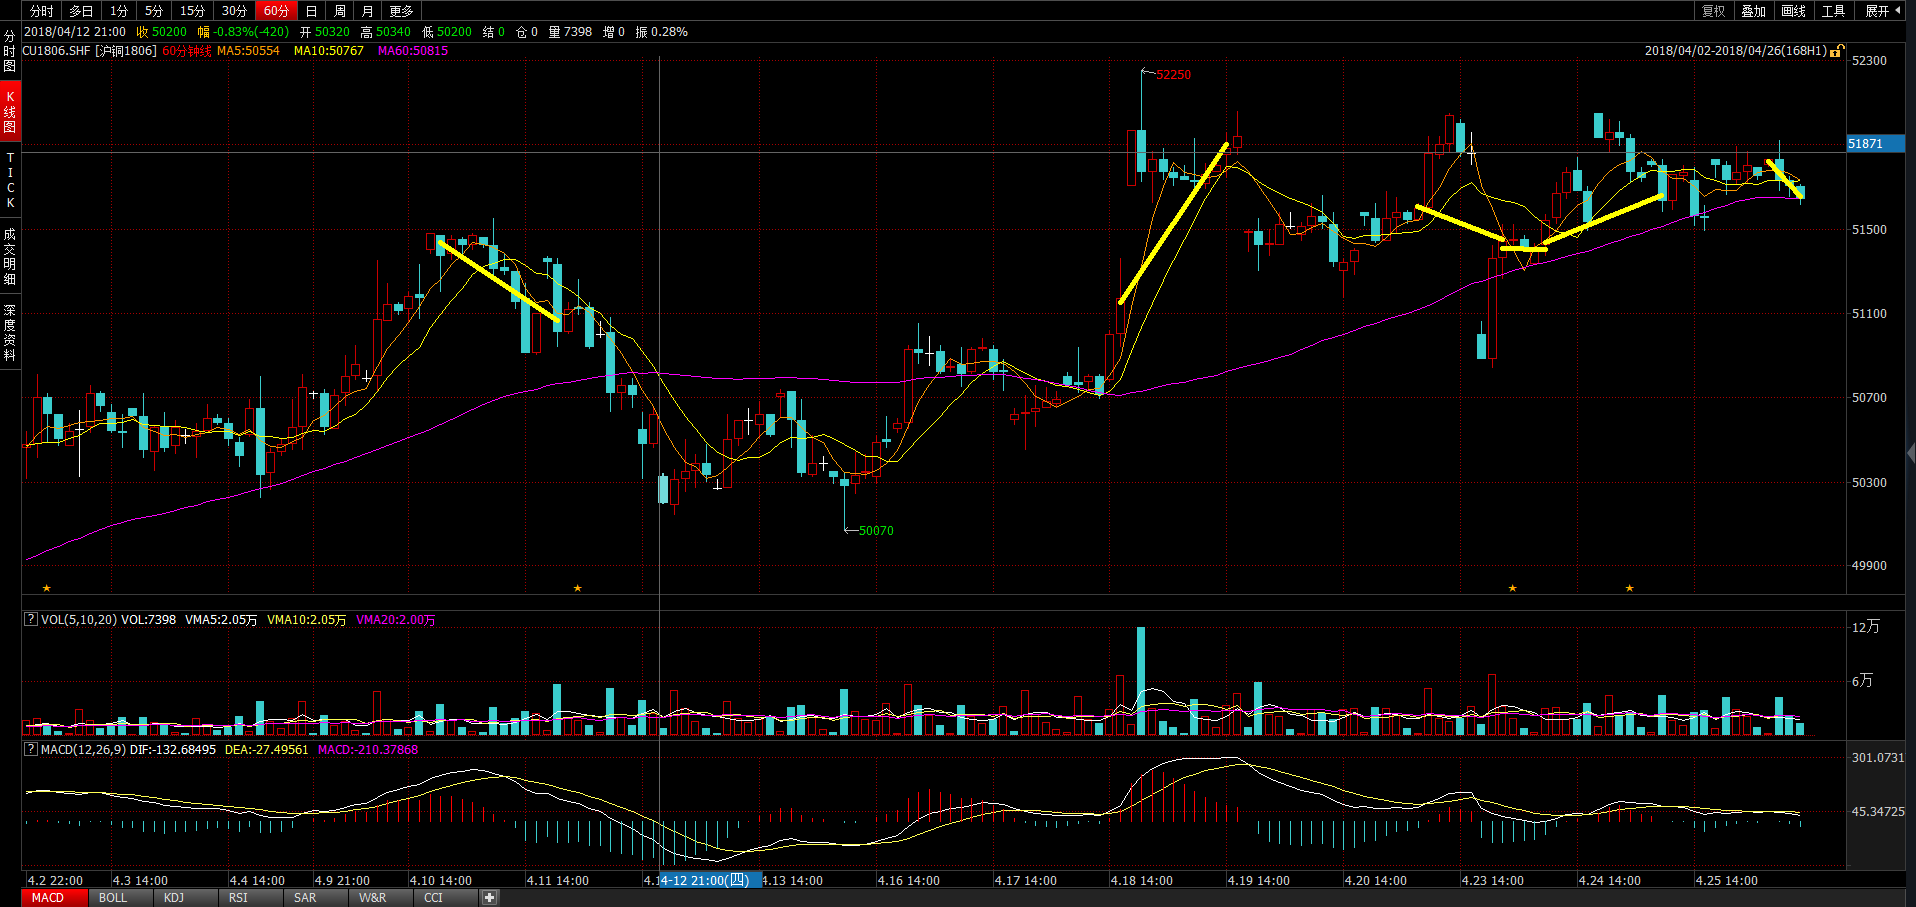 分时 多日 1分 5分 15分 30分 60分 日 周 月 更多 复权 叠加 画线 工具 展开
2018/04/12 21:00 收 50200 幅 -0.83%(-420) 开 50320 高 50340 低 50200 结 0 仓 0 量 7398 增 0 振 0.28%
CU1806.SHF [沪铜1806] 60分钟线 MA5:50554 MA10:50767 MA60:50815 2018/04/02-2018/04/26(168H1)
分时图
K线图
TICK
成交明细
深度资料
52300
52250
51871
51500
51100
50700
50300
50070
49900
? VOL(5,10,20) VOL:7398 VMA5:2.05万 VMA10:2.05万 VMA20:2.00万
12万
6万
? MACD(12,26,9) DIF:-132.68495 DEA:-27.49561 MACD:-210.37868
301.0731
45.34725
4.2 22:00 4.3 14:00 4.4 14:00 4.9 21:00 4.10 14:00 4.11 14:00 4.1 4-12 21:00(四) 4.13 14:00 4.16 14:00 4.17 14:00 4.18 14:00 4.19 14:00 4.20 14:00 4.23 14:00 4.24 14:00 4.25 14:00
MACD BOLL KDJ RSI SAR W&R CCI